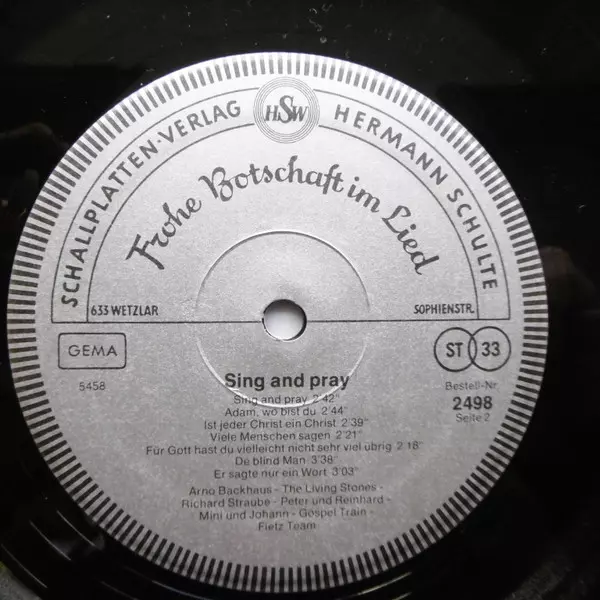 SCHALLPLATTEN-VERLAG HSW HERMANN SCHULTE
Frohe Botschaft im Lied
633 WETZLAR
SOPHIENSTR.
GEMA
ST 33
5458
Bestell-Nr
2498
Seite 2
Sing and pray
Sing and pray 2'42"
Adam, wo bist du 2'44"
Ist jeder Christ ein Christ 2'39"
Viele Menschen sagen 2'21"
Für Gott hast du vielleicht nicht sehr viel übrig 2'18"
De blind Man 3'38"
Er sagte nur ein Wort 3'03"
Arno Backhaus - The Living Stones -
Richard Straube - Peter und Reinhard -
Mini und Johann - Gospel Train -
Fietz Team